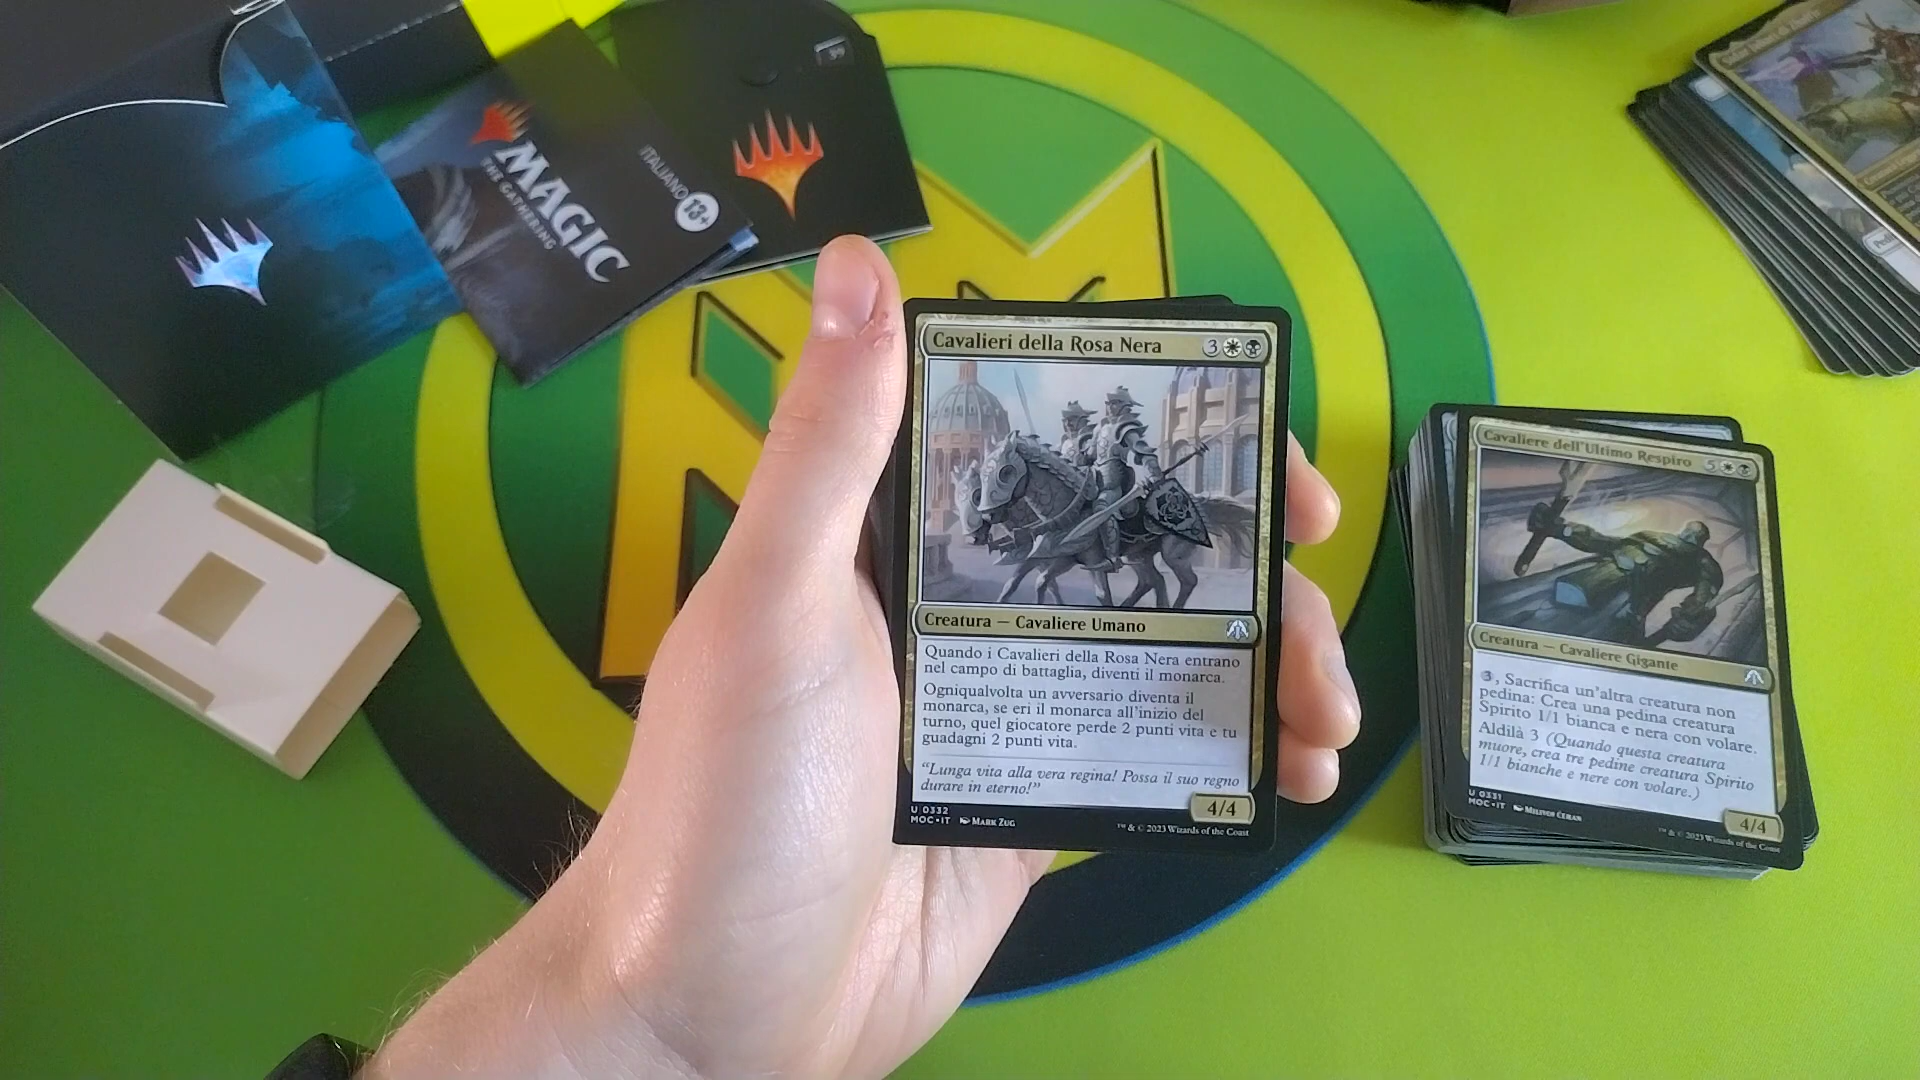 MAGIC
THE GATHERING
ITALIANO
13+
Cavalieri della Rosa Nera 3
Creatura — Cavaliere Umano
Quando i Cavalieri della Rosa Nera entrano
nel campo di battaglia, diventi il monarca.
Ogniqualvolta un avversario diventa il
monarca, se eri il monarca all'inizio del
turno, quel giocatore perde 2 punti vita e tu
guadagni 2 punti vita.
“Lunga vita alla vera regina! Possa il suo regno
durare in eterno!”
4/4
U 0332
MOC • IT Mark Zug
™ & © 2023 Wizards of the Coast
Cavaliere dell'Ultimo Respiro 5
Creatura — Cavaliere Gigante
3, Sacrifica un'altra creatura non
pedina: Crea una pedina creatura
Spirito 1/1 bianca e nera con volare.
Aldilà 3 (Quando questa creatura
muore, crea tre pedine creatura Spirito
1/1 bianche e nere con volare.)
4/4
U 0331
MOC • IT
™ & © 2023 Wizards of the Coast